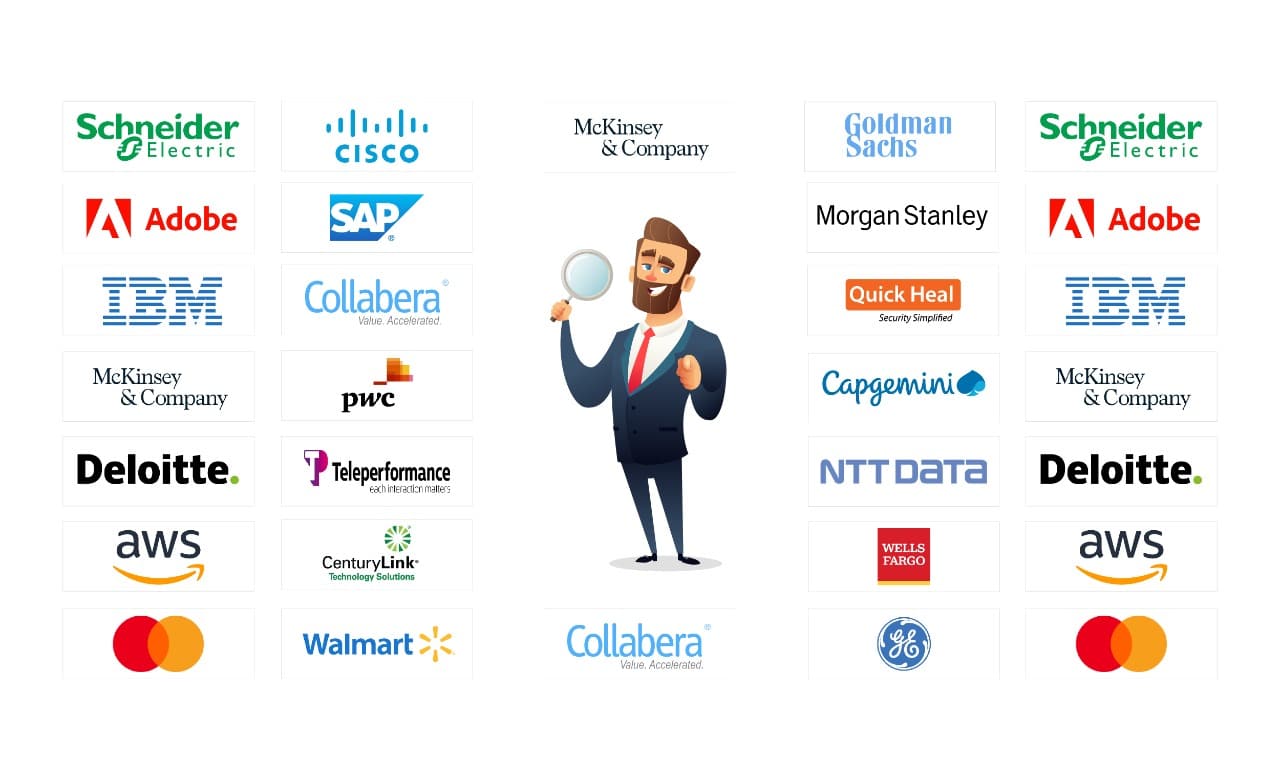 Schneider
Electric
CISCO
McKinsey
& Company
Goldman
Sachs
Schneider
Electric
Adobe
SAP
®
Morgan Stanley
Adobe
IBM
Collabera®
Value. Accelerated.
Quick Heal
Security Simplified
IBM
McKinsey
& Company
pwc
Capgemini
McKinsey
& Company
Deloitte.
TP Teleperformance
each interaction matters
NTT DATA
Deloitte.
aws
CenturyLink®
Technology Solutions
WELLS
FARGO
aws
Walmart
Collabera®
Value. Accelerated.
GE